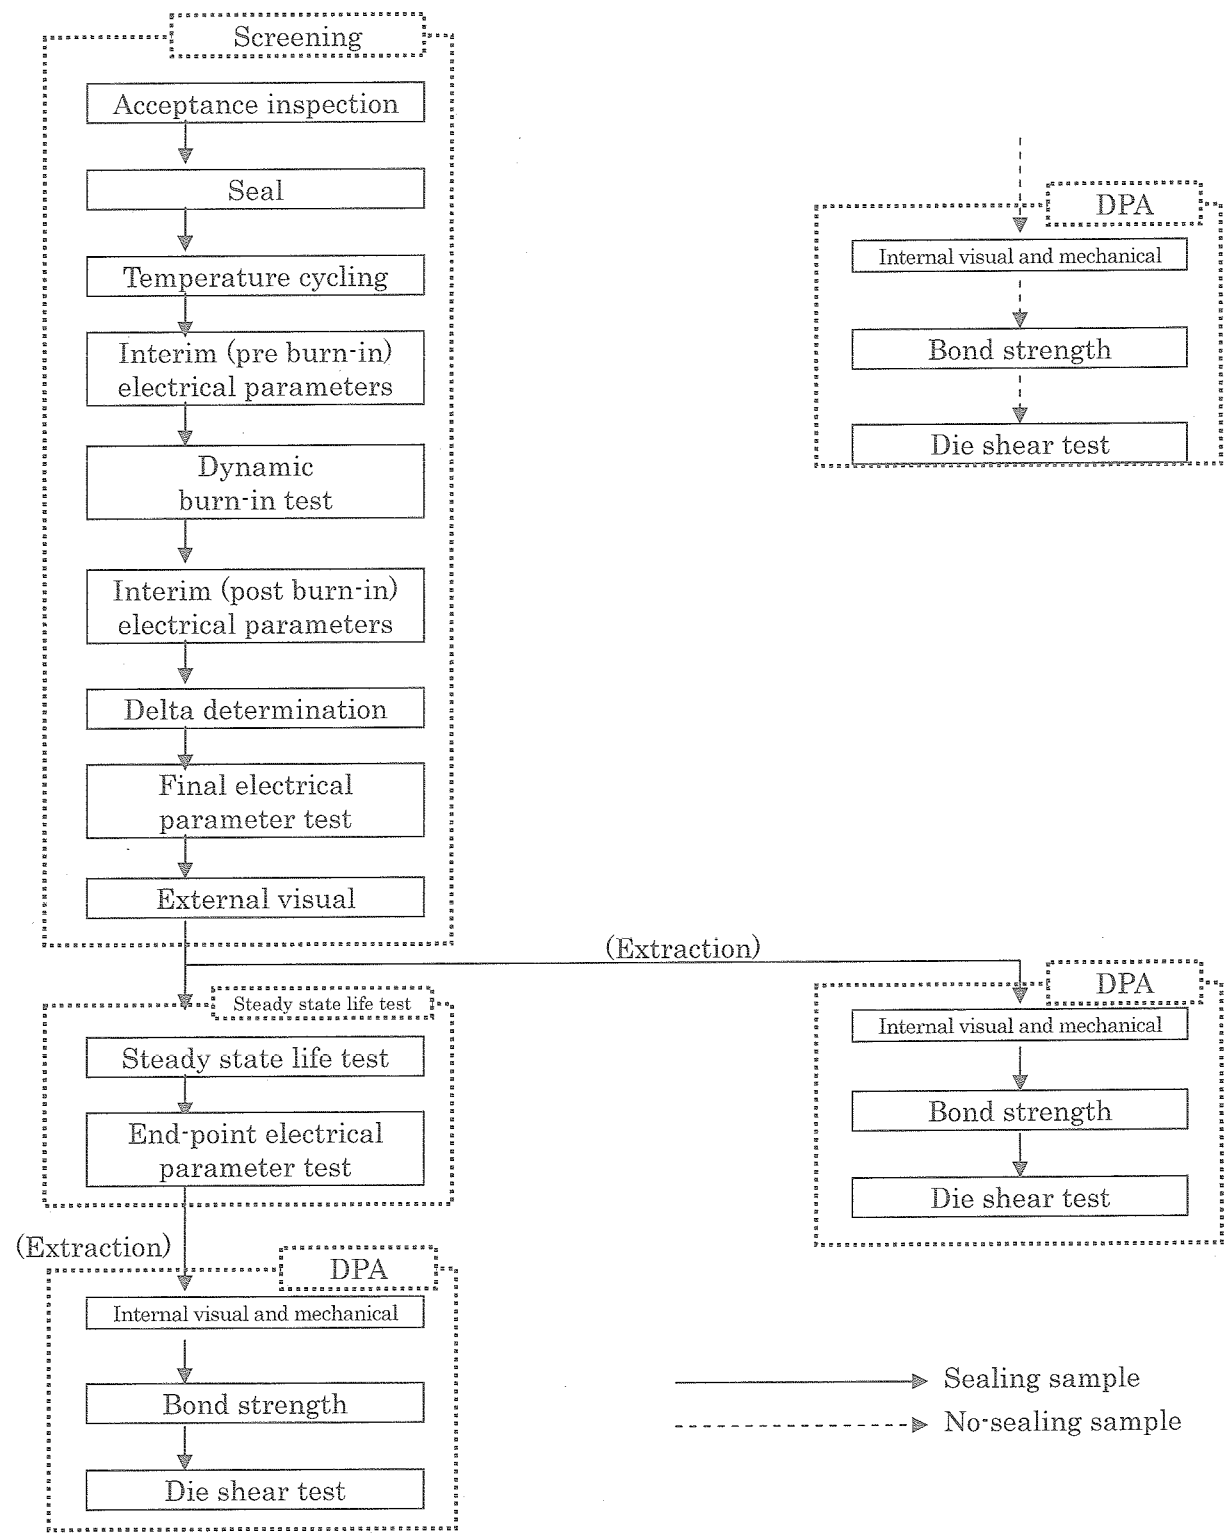 Screening
Acceptance inspection
Seal
Temperature cycling
Interim (pre burn-in)
electrical parameters
Dynamic
burn-in test
Interim (post burn-in)
electrical parameters
Delta determination
Final electrical
parameter test
External visual
DPA
Internal visual and mechanical
Bond strength
Die shear test
(Extraction)
Steady state life test
Steady state life test
End-point electrical
parameter test
DPA
Internal visual and mechanical
Bond strength
Die shear test
(Extraction)
DPA
Internal visual and mechanical
Bond strength
Die shear test
Sealing sample
No-sealing sample